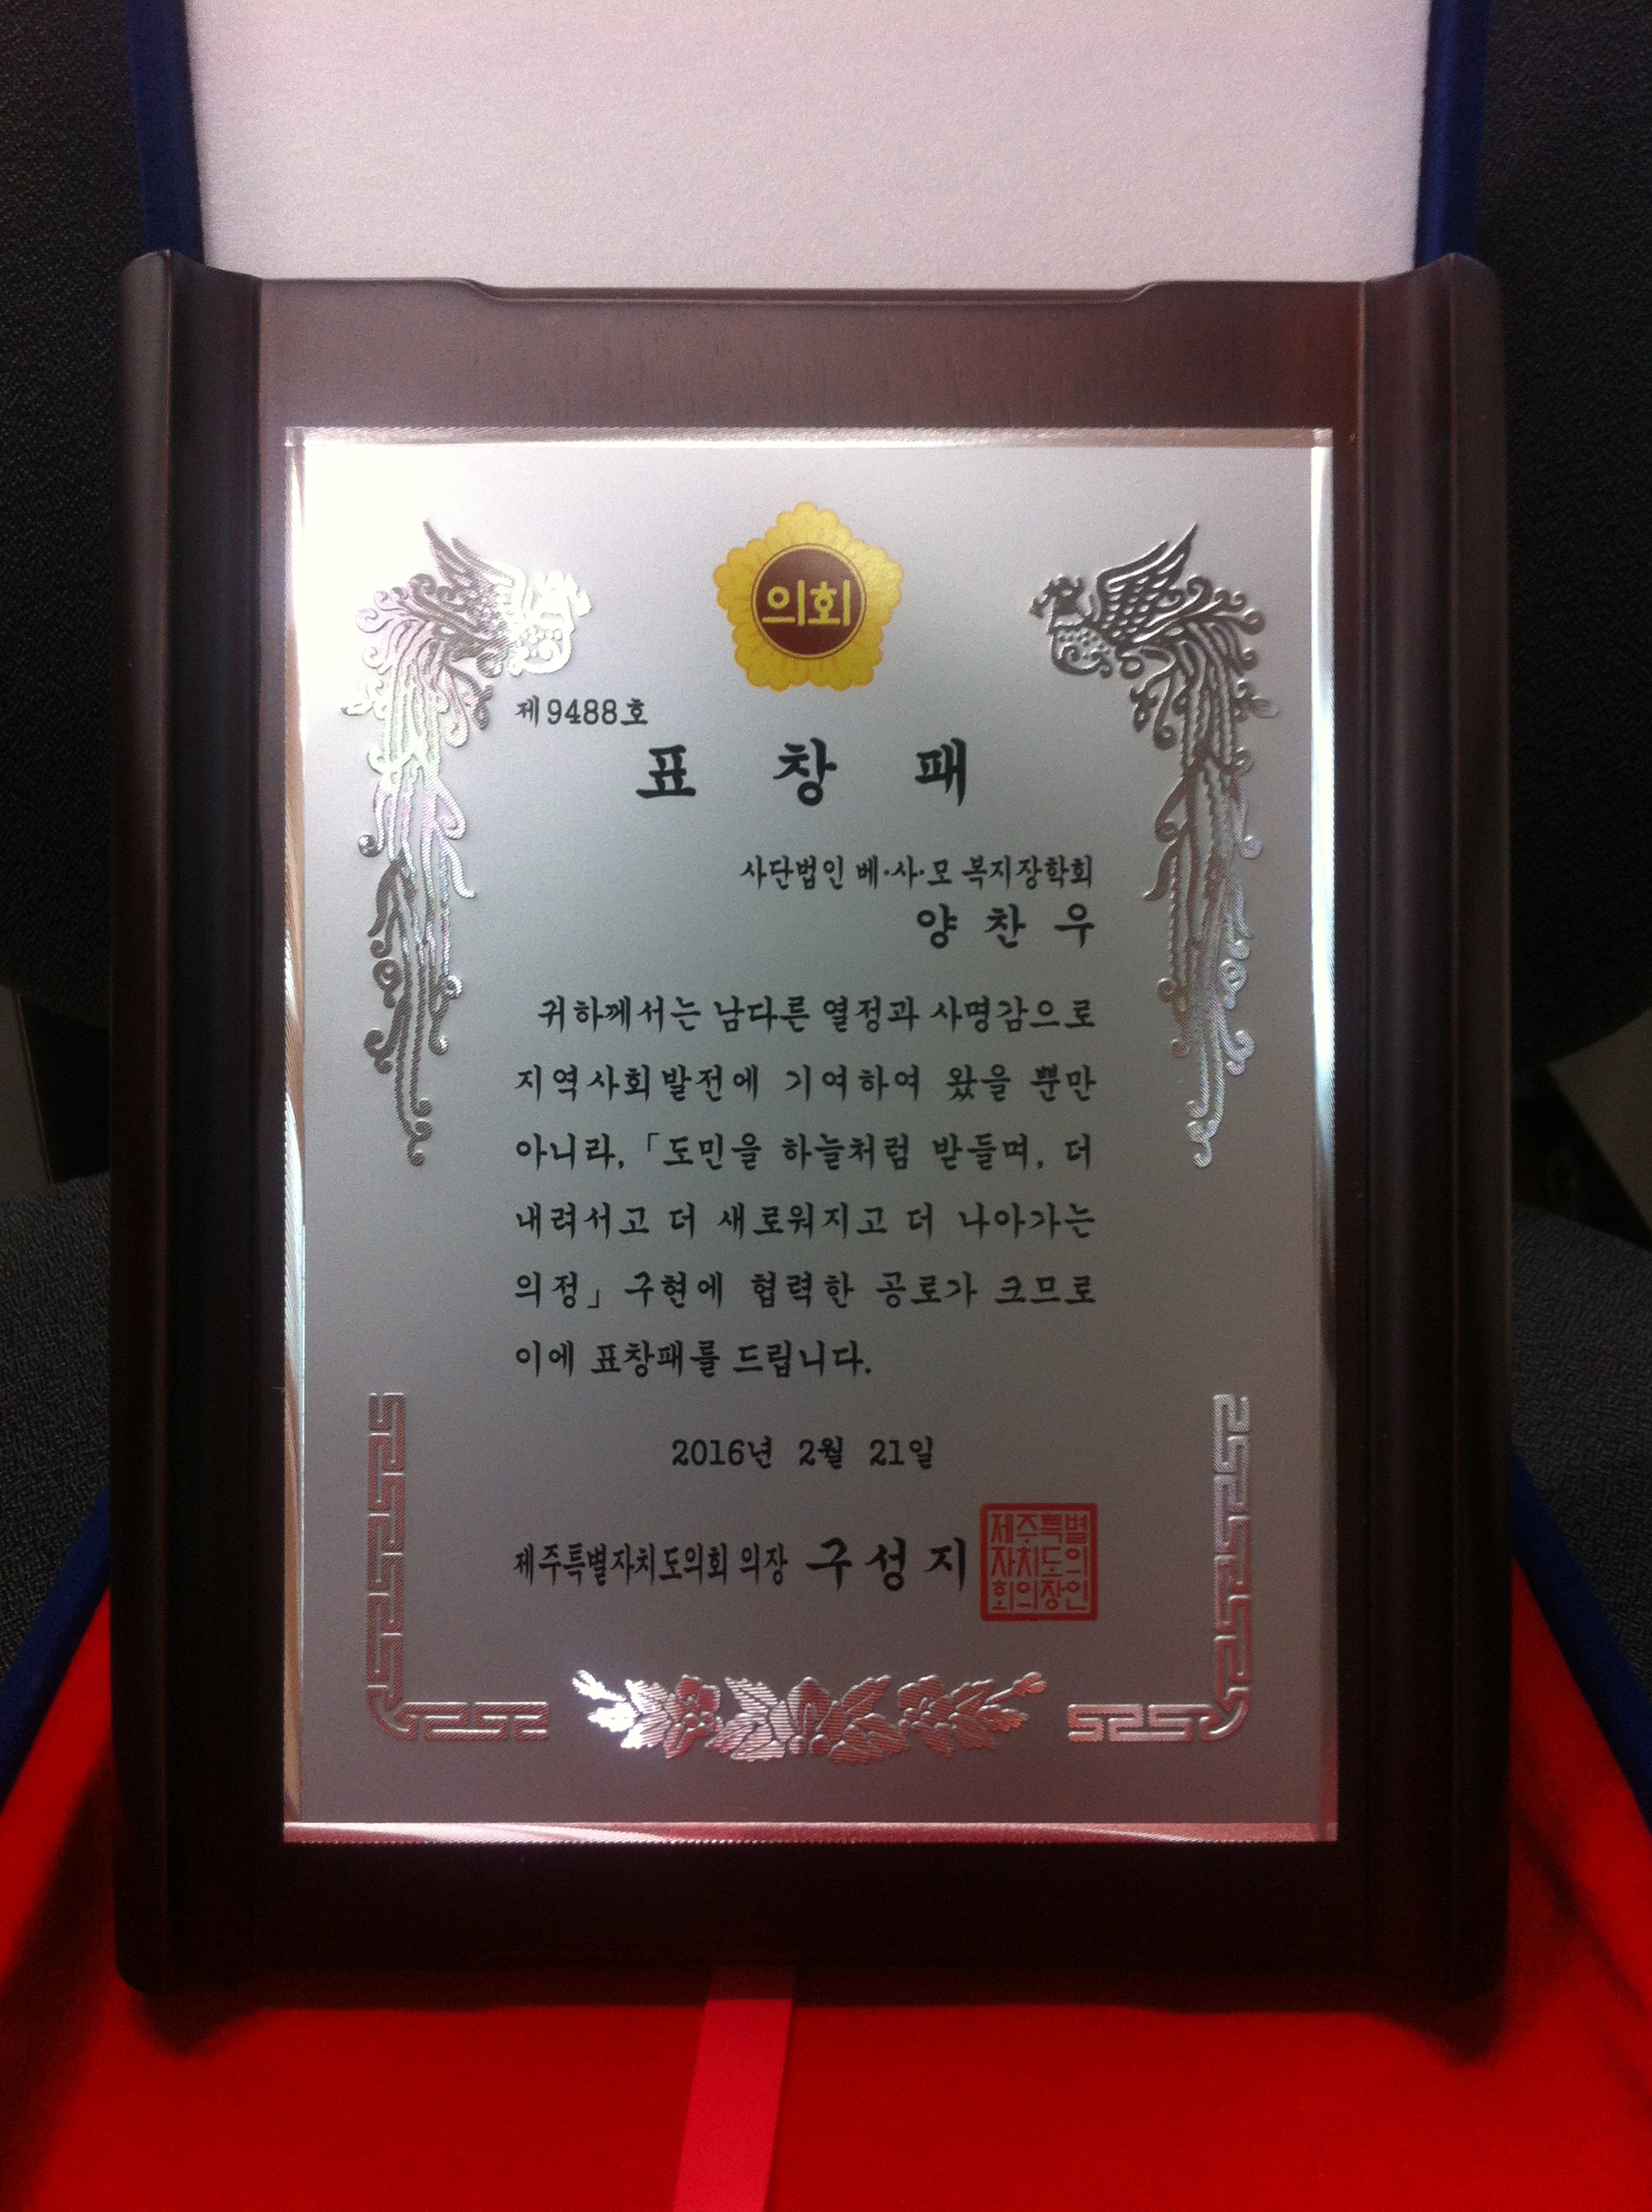 의회
제9488호
표 창 패
사단법인 베·사·모 복지장학회
양 찬 우
귀하께서는 남다른 열정과 사명감으로
지역사회발전에 기여하여 왔을 뿐만
아니라, 「도민을 하늘처럼 받들며, 더
내려서고 더 새로워지고 더 나아가는
의정」 구현에 협력한 공로가 크므로
이에 표창패를 드립니다.
2016년 2월 21일
제주특별자치도의회 의장 구 성 지
제주특별
자치도의
회의장인